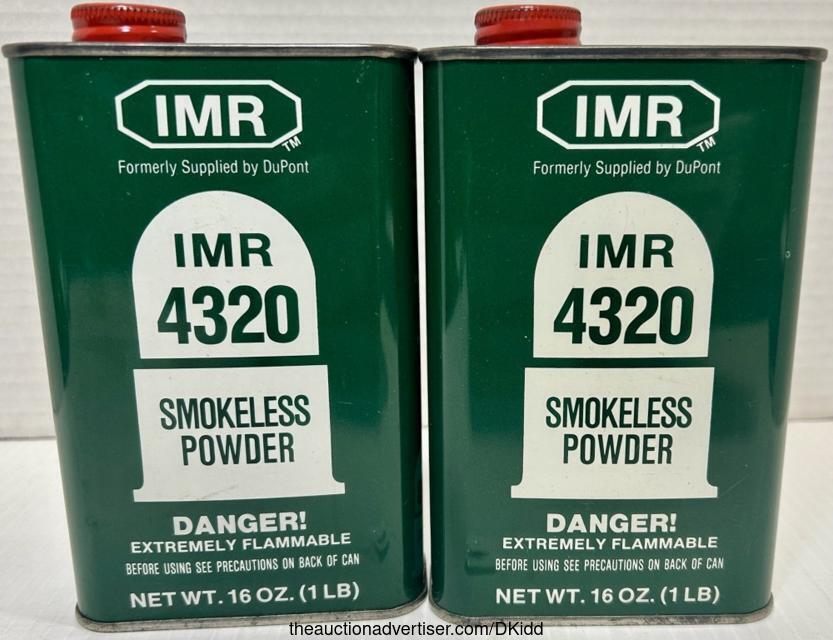 IMR
TM
Formerly Supplied by DuPont
IMR
4320
SMOKELESS
POWDER
DANGER!
EXTREMELY FLAMMABLE
BEFORE USING SEE PRECAUTIONS ON BACK OF CAN
NET WT. 16 OZ. (1 LB)
IMR
TM
Formerly Supplied by DuPont
IMR
4320
SMOKELESS
POWDER
DANGER!
EXTREMELY FLAMMABLE
BEFORE USING SEE PRECAUTIONS ON BACK OF CAN
NET WT. 16 OZ. (1 LB)
theauctionadvertiser.com/DKidd